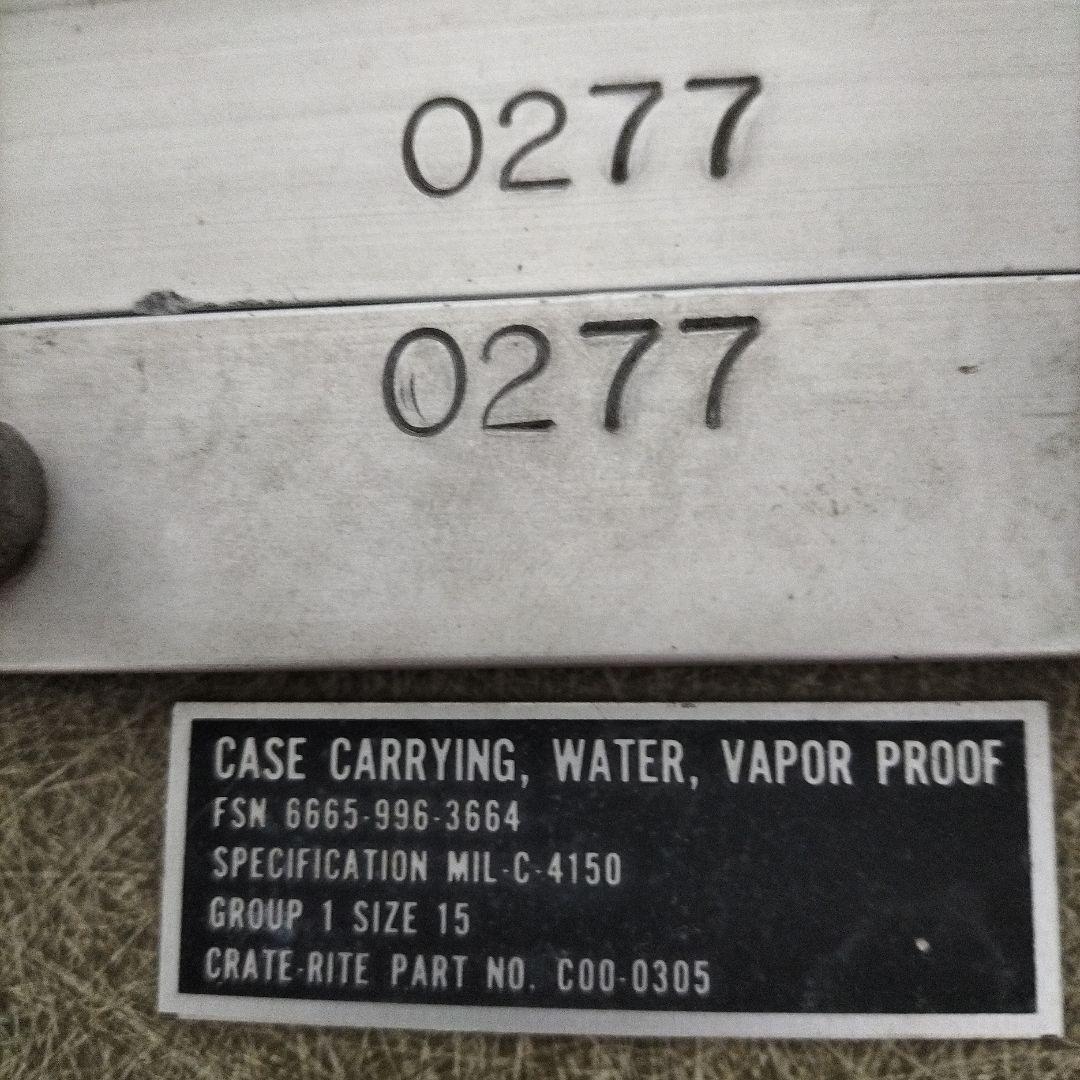 0277
0277
CASE CARRYING, WATER, VAPOR PROOF
FSN 6665-996-3664
SPECIFICATION MIL-C-4150
GROUP 1 SIZE 15
CRATE-RITE PART NO. C00-0305